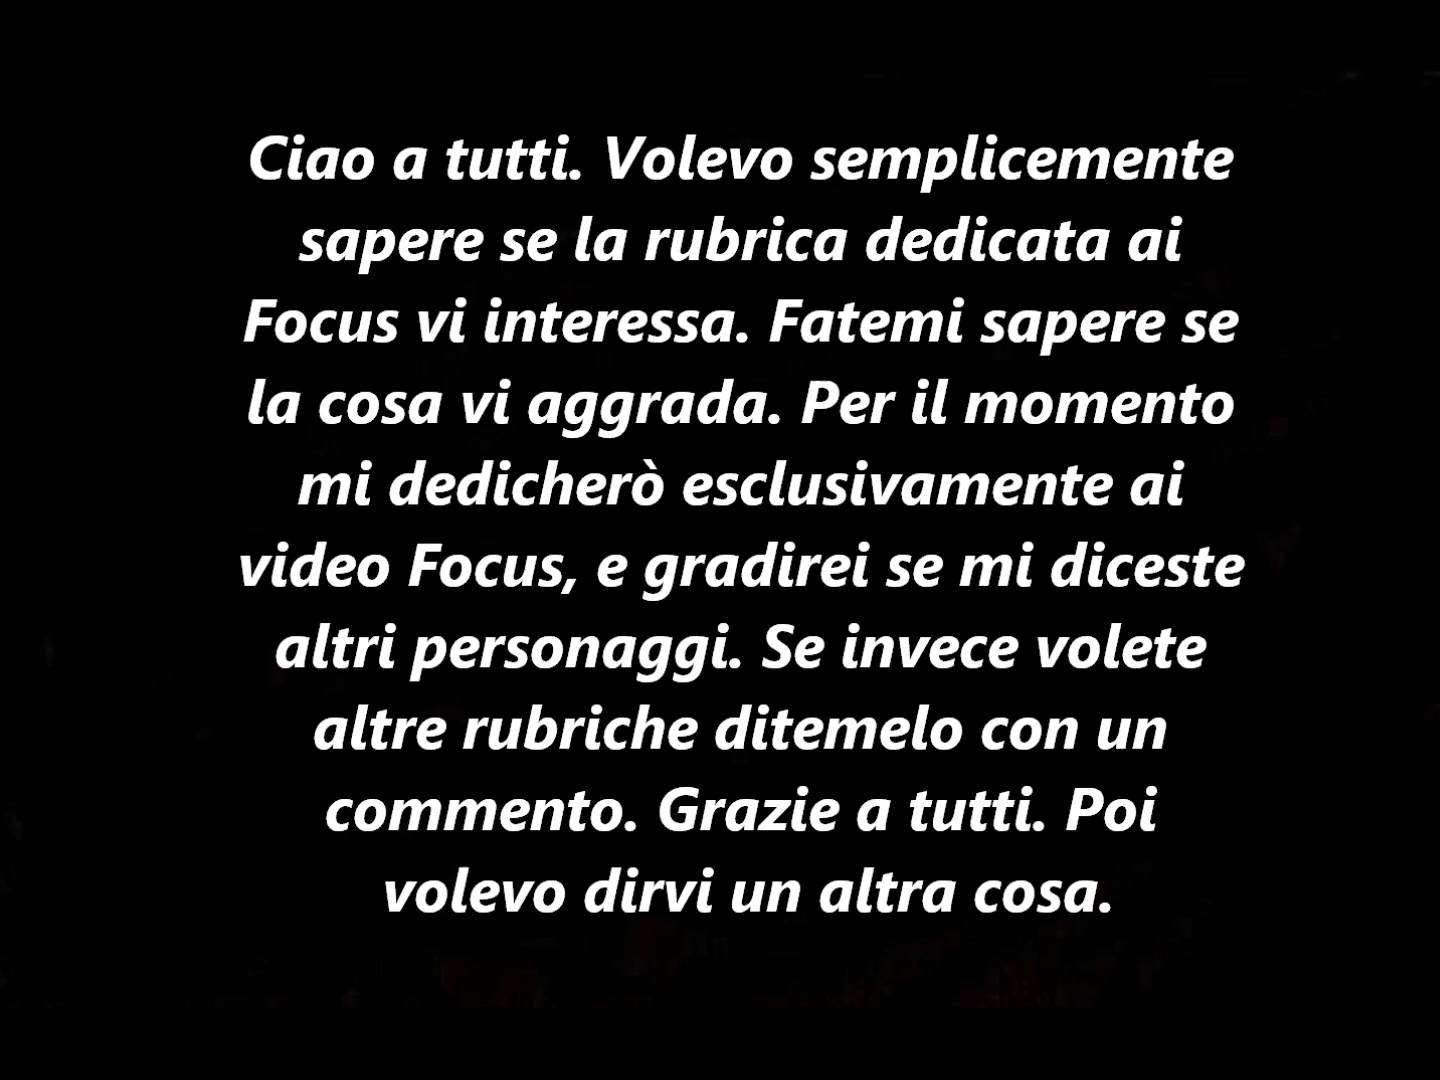 Ciao a tutti. Volevo semplicemente
sapere se la rubrica dedicata ai
Focus vi interessa. Fatemi sapere se
la cosa vi aggrada. Per il momento
mi dedicherò esclusivamente ai
video Focus, e gradirei se mi diceste
altri personaggi. Se invece volete
altre rubriche ditemelo con un
commento. Grazie a tutti. Poi
volevo dirvi un altra cosa.